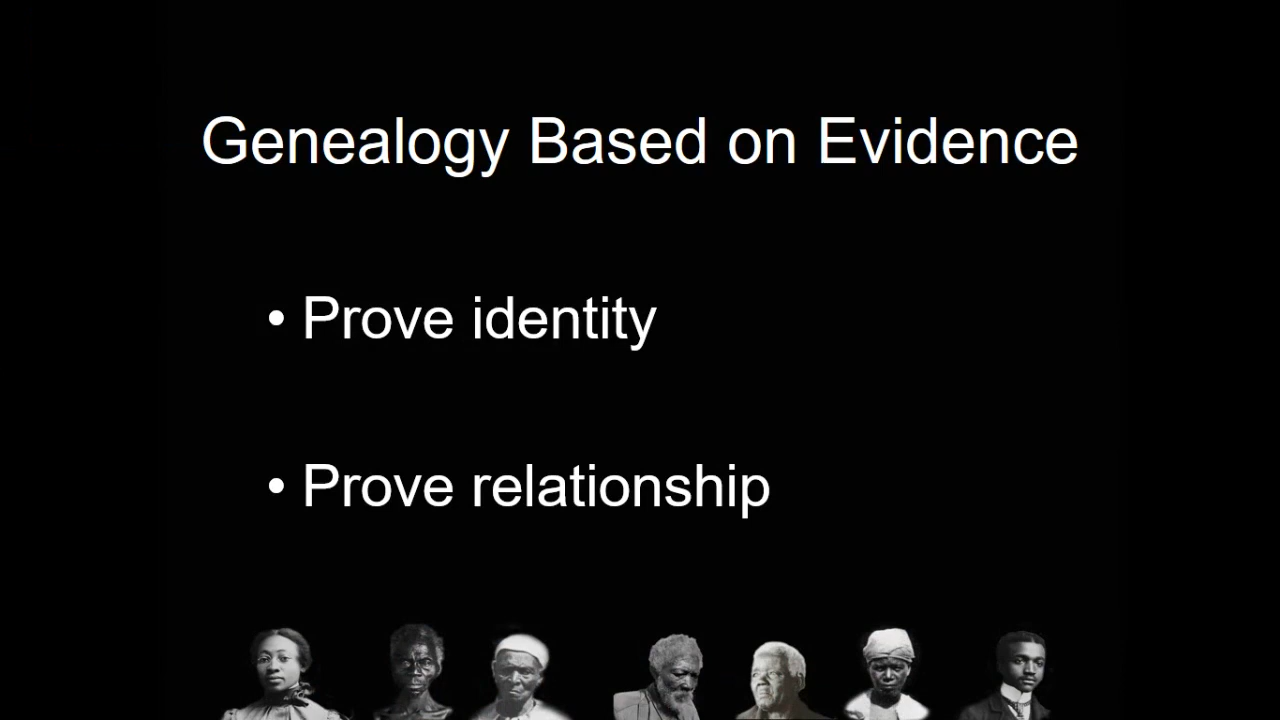 Genealogy Based on Evidence
• Prove identity
• Prove relationship